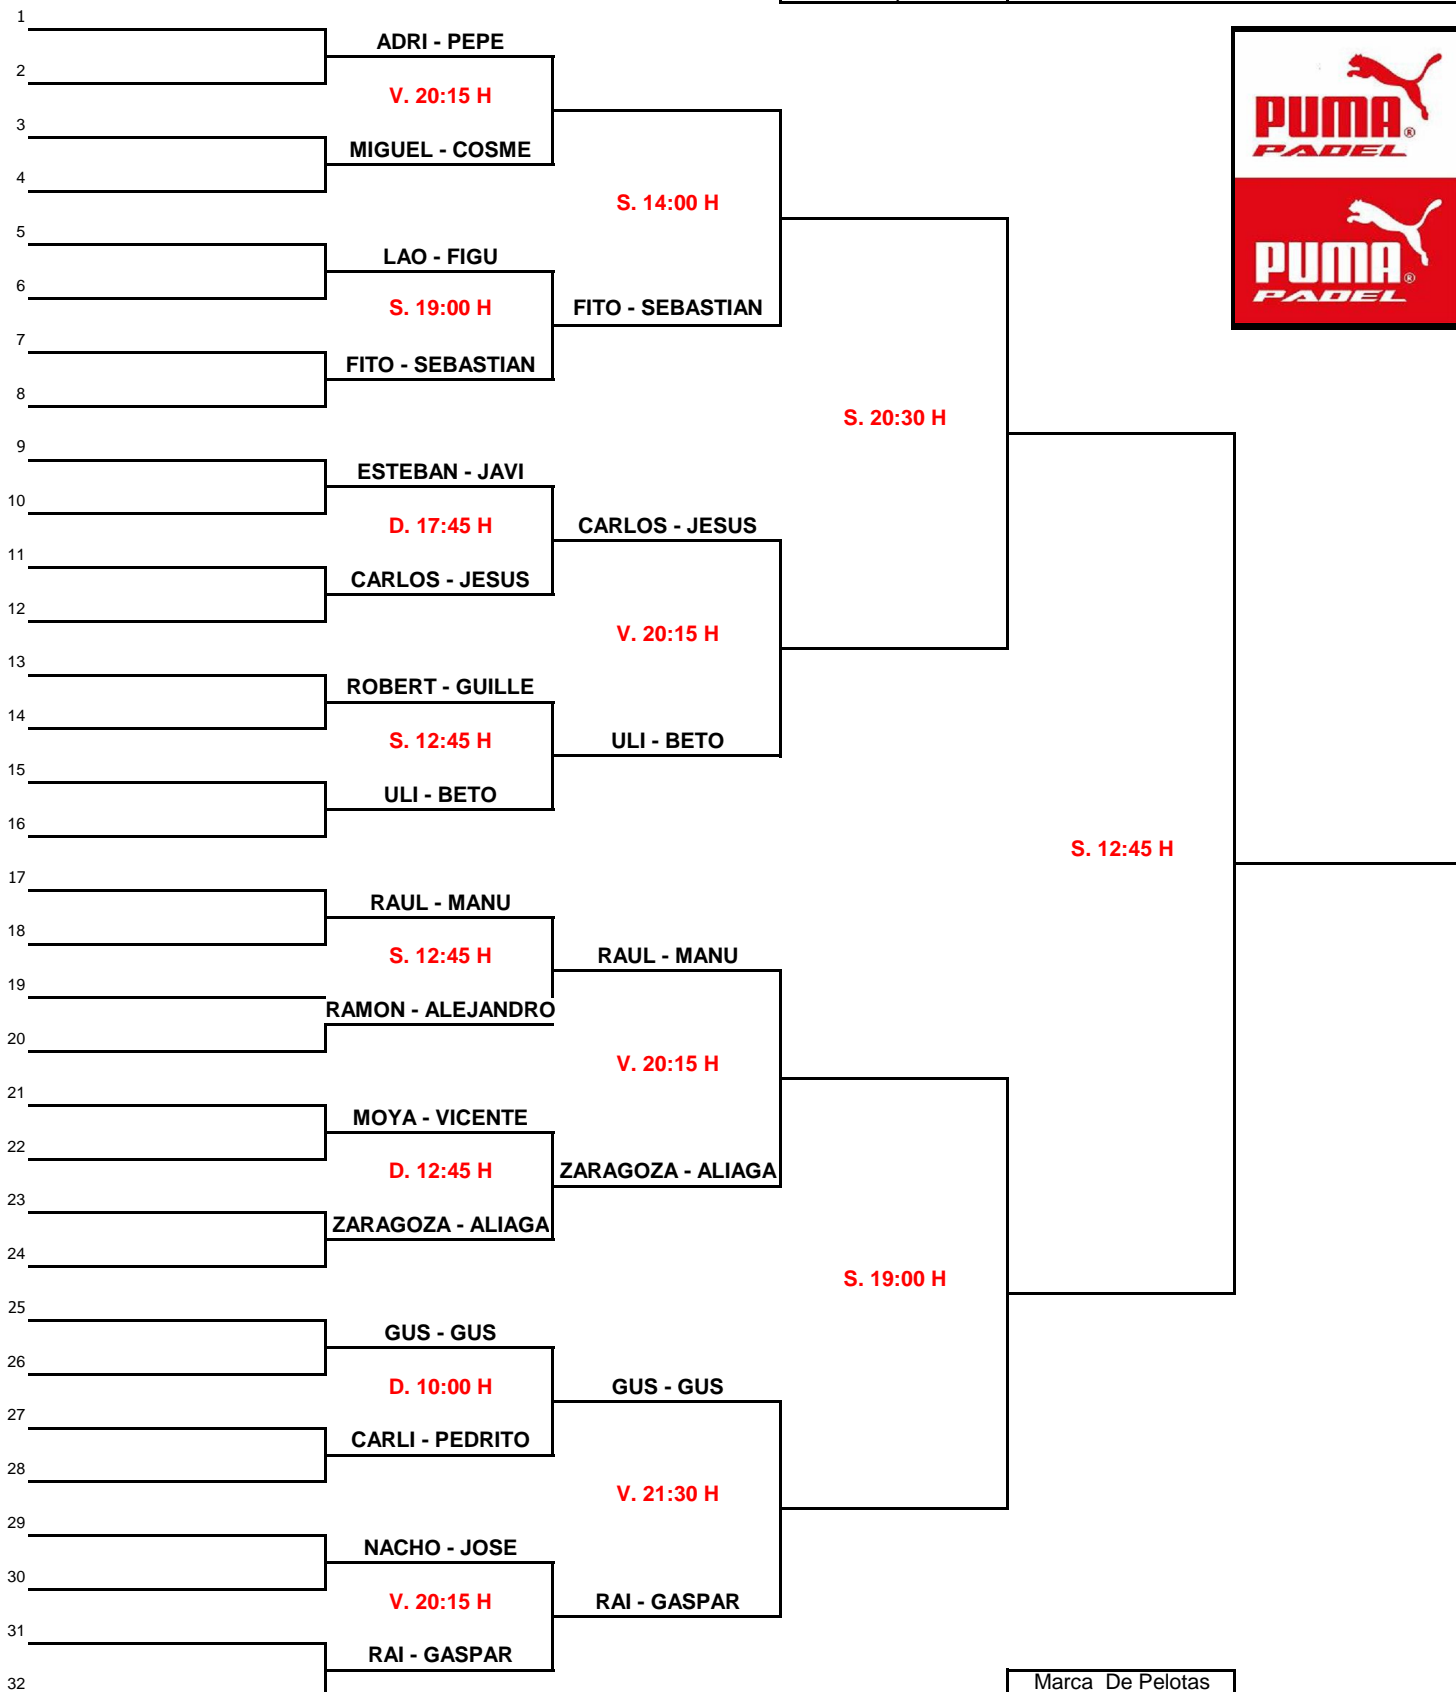 1
ADRI - PEPE
2
V. 20:15 H
3
MIGUEL - COSME
4
S. 14:00 H
5
LAO - FIGU
6
S. 19:00 H
FITO - SEBASTIAN
7
FITO - SEBASTIAN
8
S. 20:30 H
9
ESTEBAN - JAVI
10
D. 17:45 H
CARLOS - JESUS
11
CARLOS - JESUS
12
V. 20:15 H
13
ROBERT - GUILLE
14
S. 12:45 H
ULI - BETO
15
ULI - BETO
16
S. 12:45 H
17
RAUL - MANU
18
S. 12:45 H
RAUL - MANU
19
RAMON - ALEJANDRO
20
V. 20:15 H
21
MOYA - VICENTE
22
D. 12:45 H
ZARAGOZA - ALIAGA
23
ZARAGOZA - ALIAGA
24
S. 19:00 H
25
GUS - GUS
26
D. 10:00 H
GUS - GUS
27
CARLI - PEDRITO
28
V. 21:30 H
29
NACHO - JOSE
30
V. 20:15 H
RAI - GASPAR
31
RAI - GASPAR
32
Marca De Pelotas
PUMA®
PADEL
PUMA®
PADEL